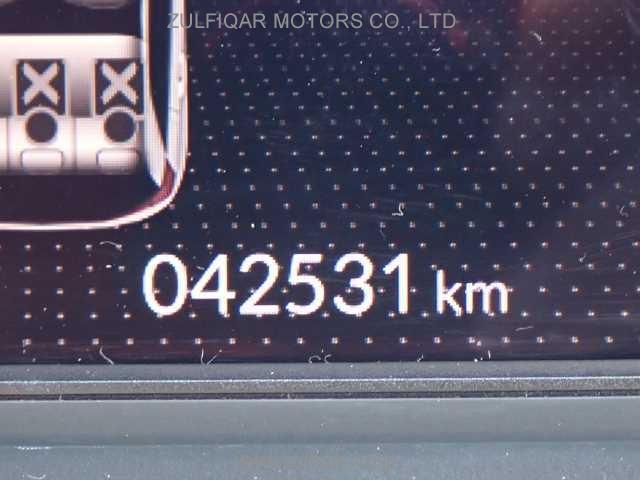 ZULFIQAR MOTORS CO., LTD
042531 km